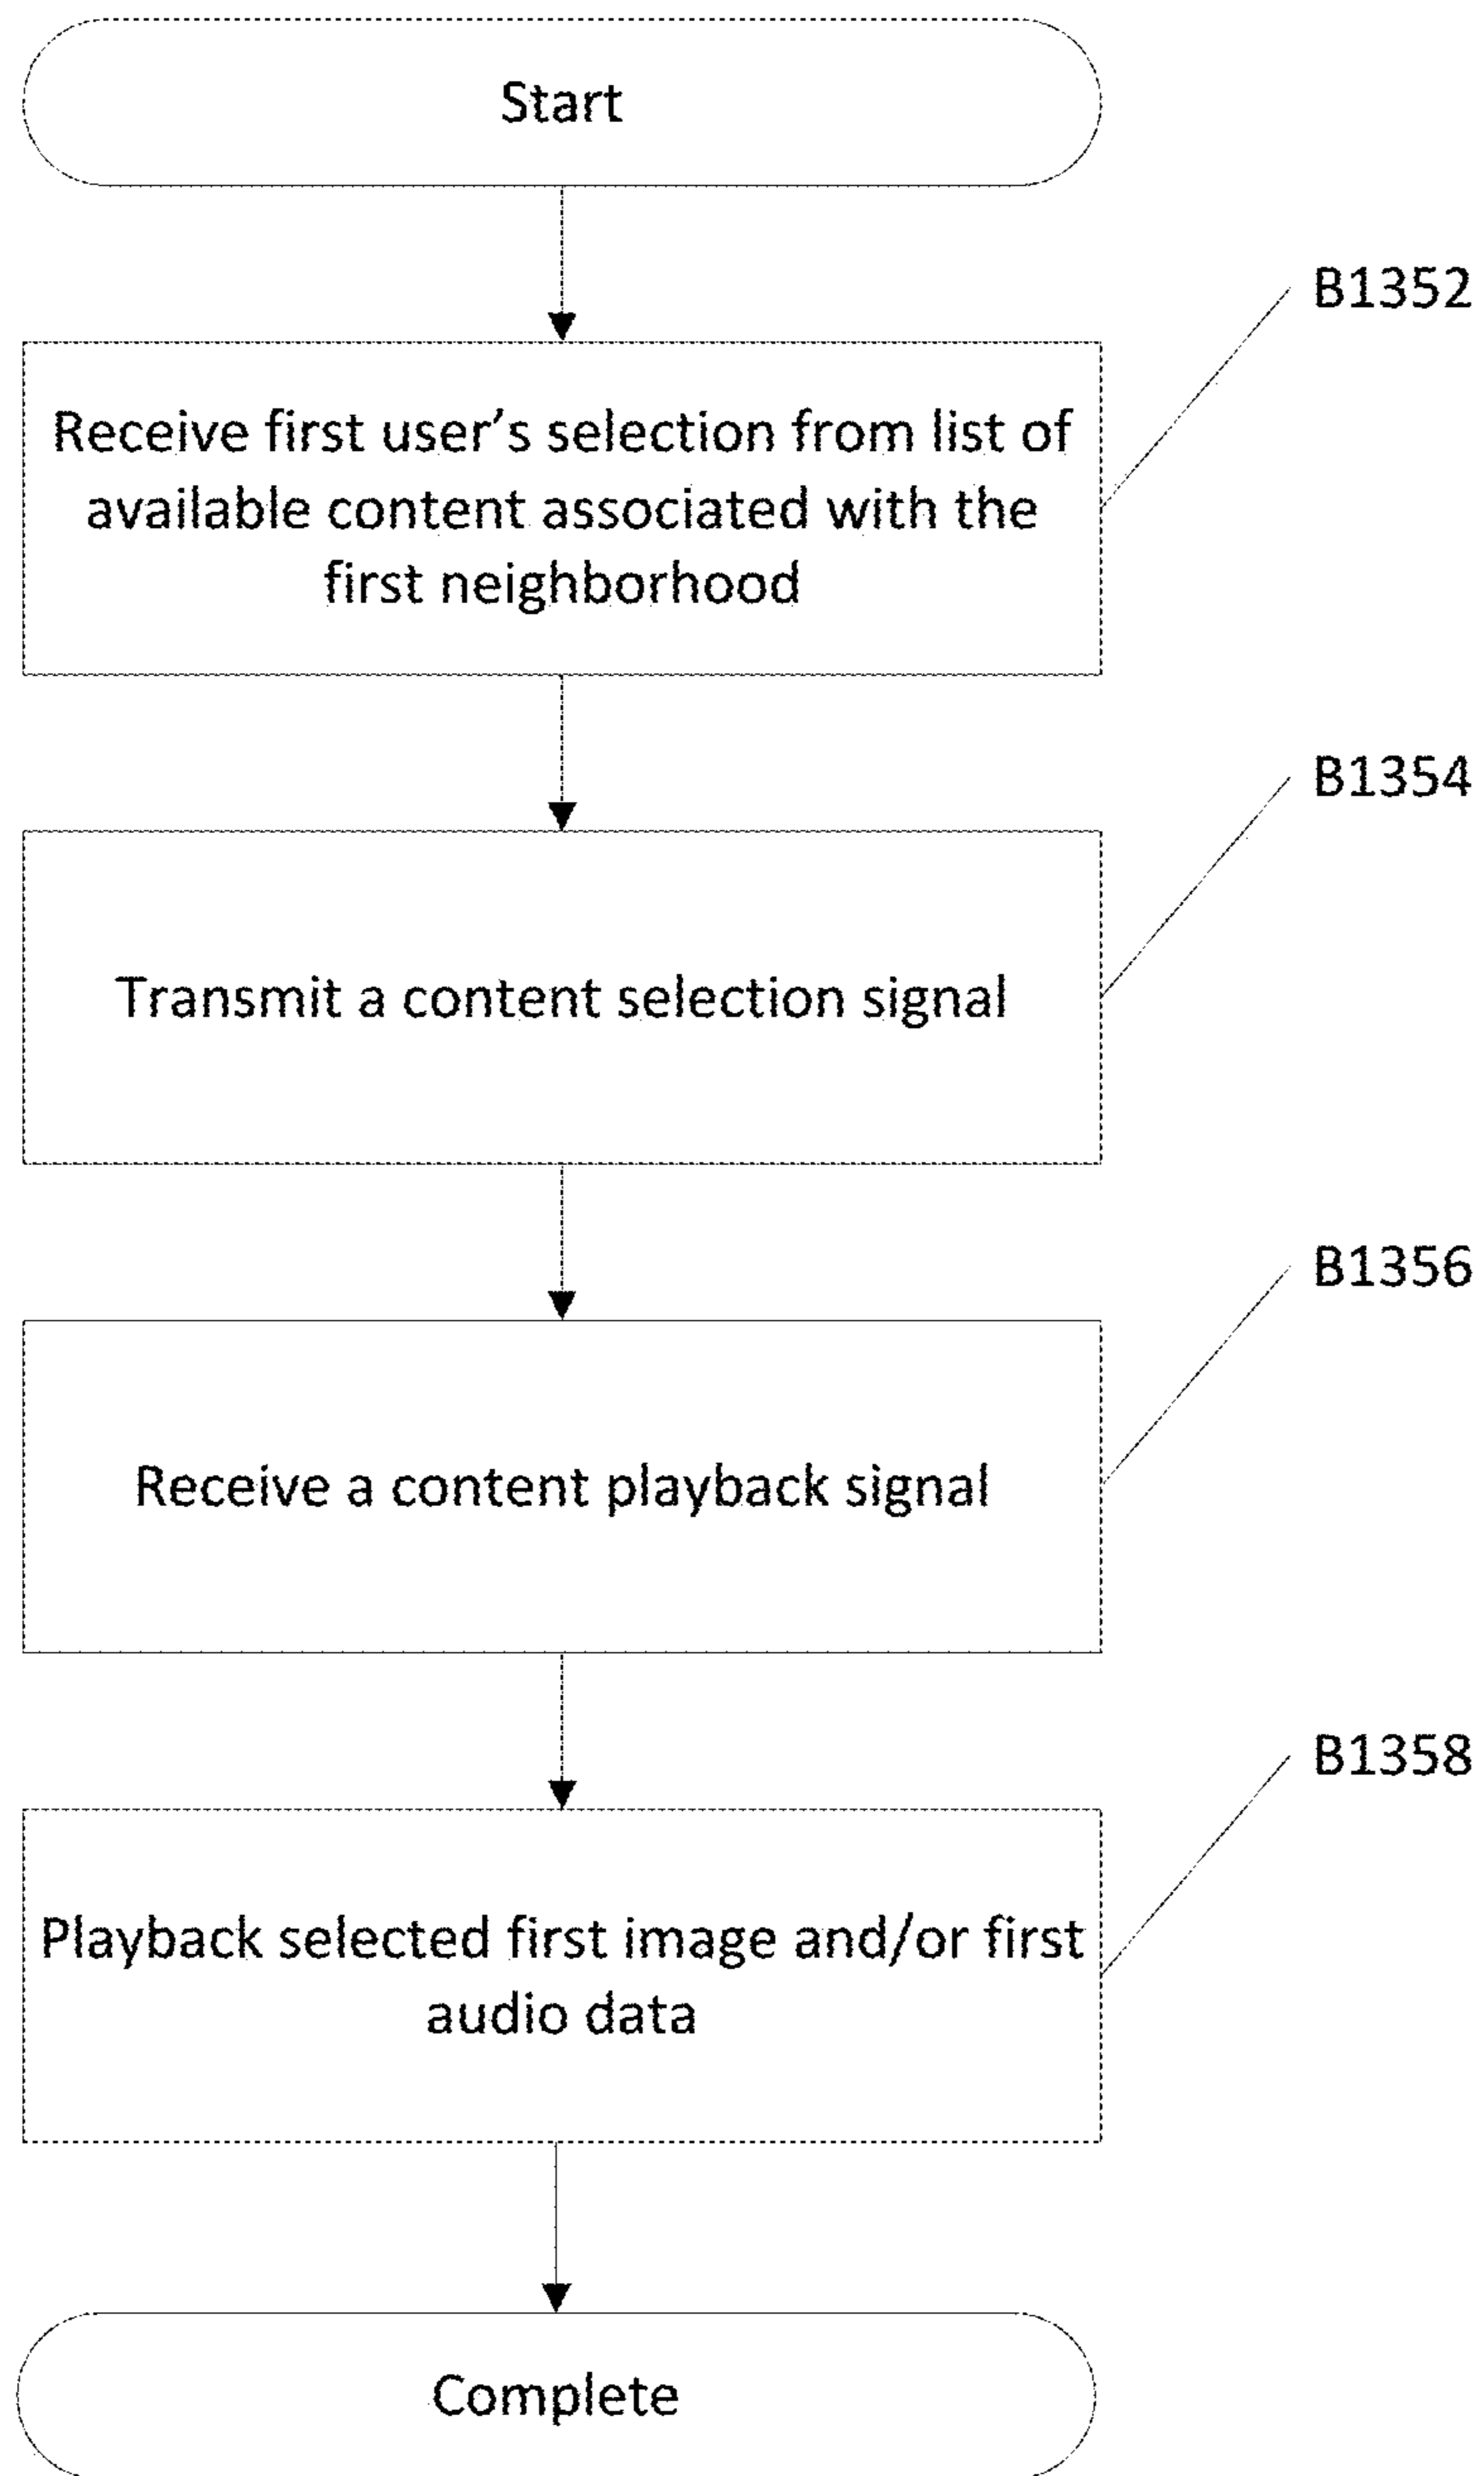 Start
B1352
Receive first user's selection from list of
available content associated with the
first neighborhood
B1354
Transmit a content selection signal
B1356
Receive a content playback signal
B1358
Playback selected first image and/or first
audio data
Complete